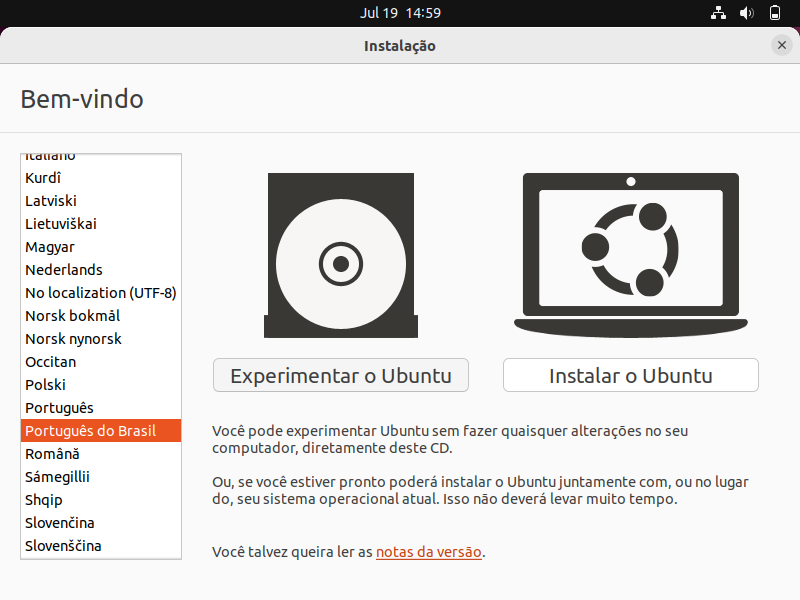 Jul 19 14:59
Instalação
Bem-vindo
Italiano
Kurdî
Latviski
Lietuviškai
Magyar
Nederlands
No localization (UTF-8)
Norsk bokmål
Norsk nynorsk
Occitan
Polski
Português
Português do Brasil
Română
Sámegillii
Shqip
Slovenčina
Slovenščina
Experimentar o Ubuntu
Instalar o Ubuntu
Você pode experimentar Ubuntu sem fazer quaisquer alterações no seu
computador, diretamente deste CD.
Ou, se você estiver pronto poderá instalar o Ubuntu juntamente com, ou no lugar
do, seu sistema operacional atual. Isso não deverá levar muito tempo.
Você talvez queira ler as notas da versão.